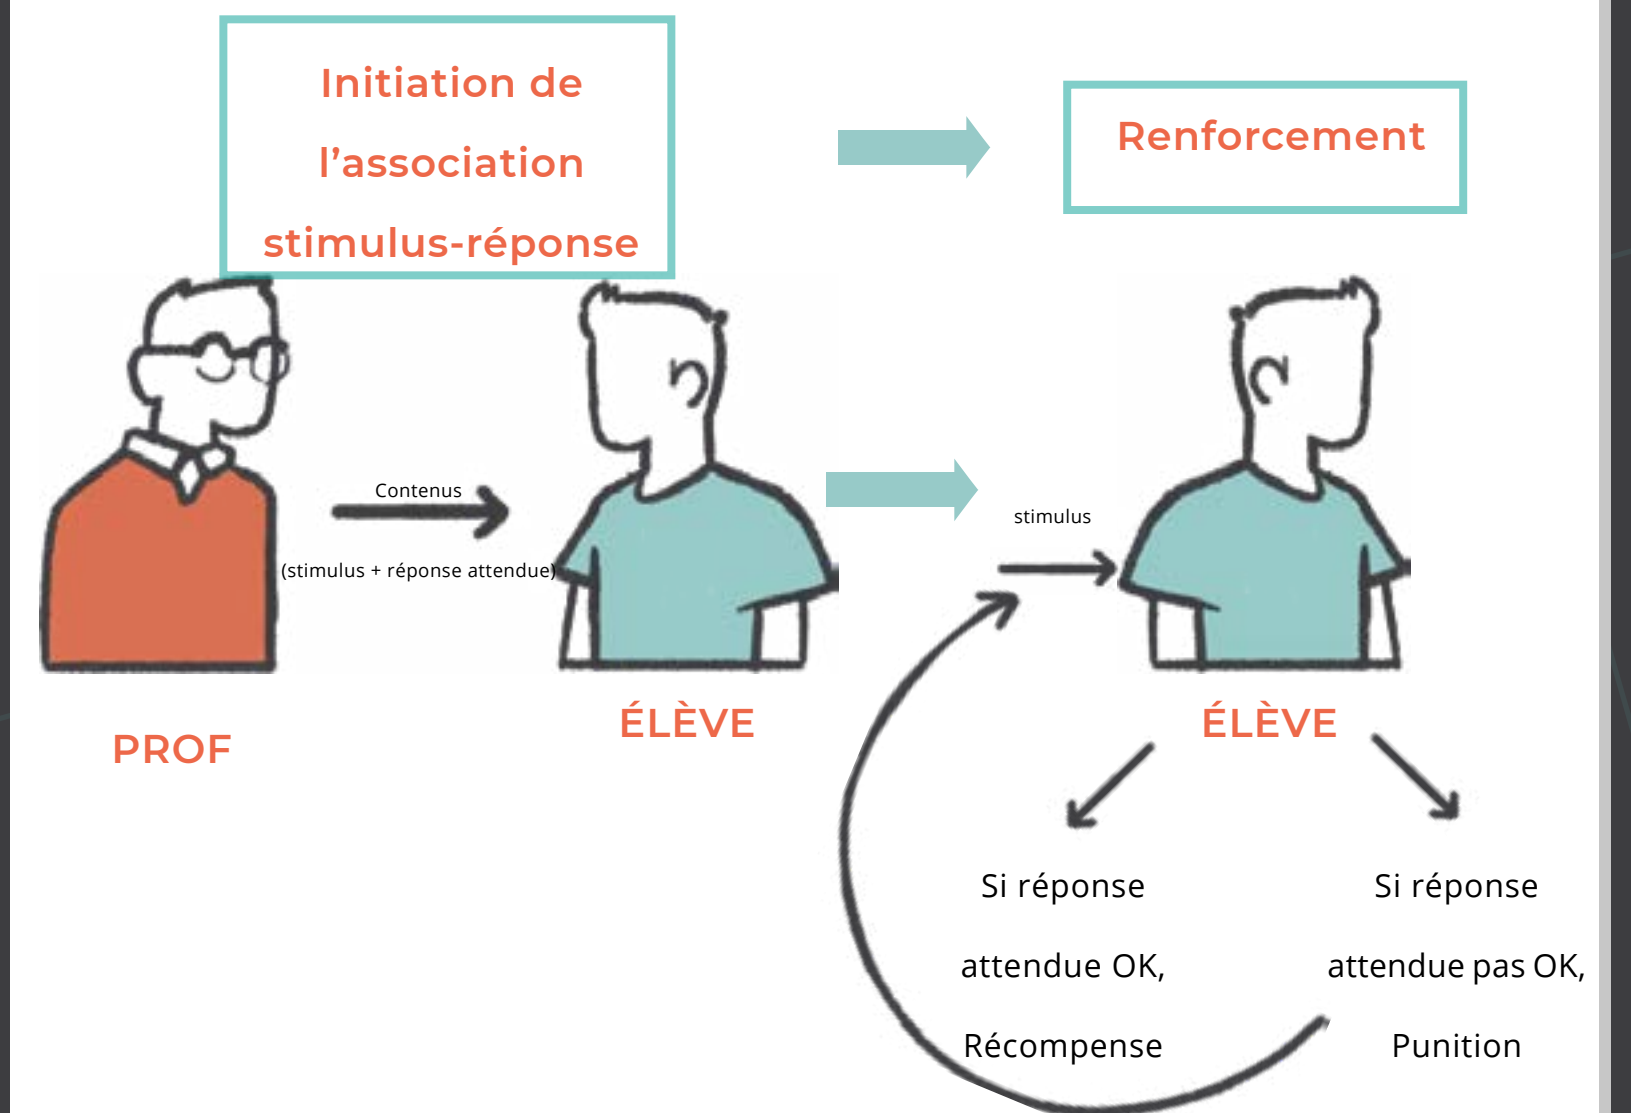 Initiation de
l’association
stimulus-réponse
Renforcement
Contenus
(stimulus + réponse attendue)
stimulus
PROF
ÉLÈVE
ÉLÈVE
Si réponse
attendue OK,
Récompense
Si réponse
attendue pas OK,
Punition